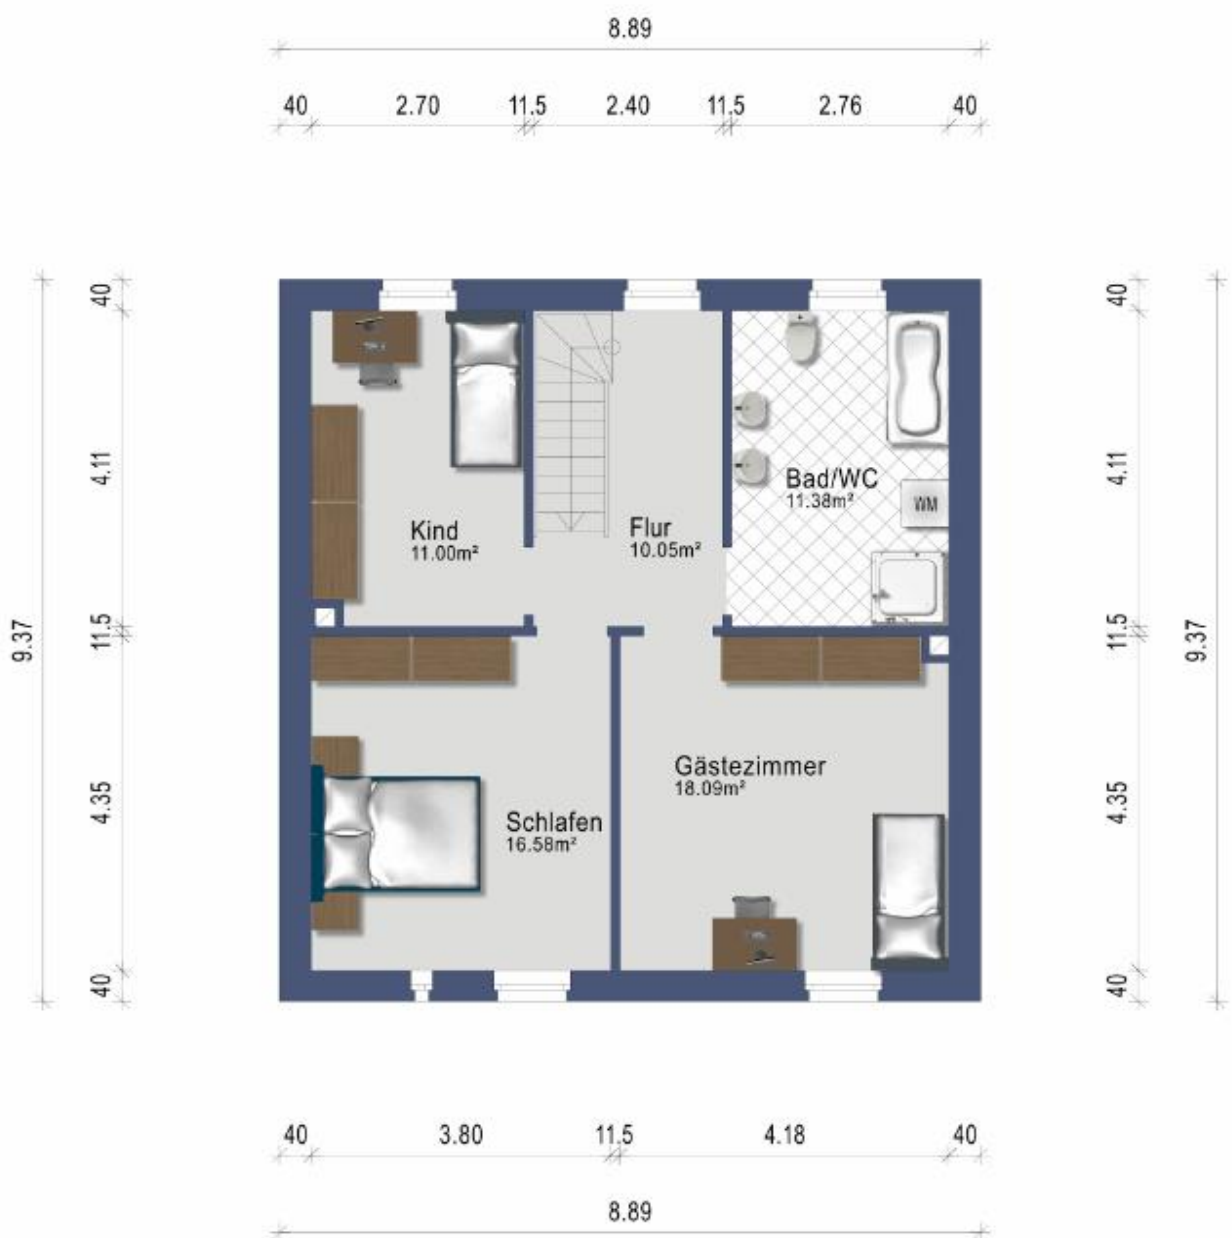 8.89
40 2.70 11.5 2.40 11.5 2.76 40
40
40
4.11
4.11
Bad/WC
11.38m²
WM
Kind
11.00m²
Flur
10.05m²
11.5
11.5
9.37
9.37
Gästezimmer
18.09m²
4.35
4.35
Schlafen
16.58m²
40
40
40 3.80 11.5 4.18 40
8.89